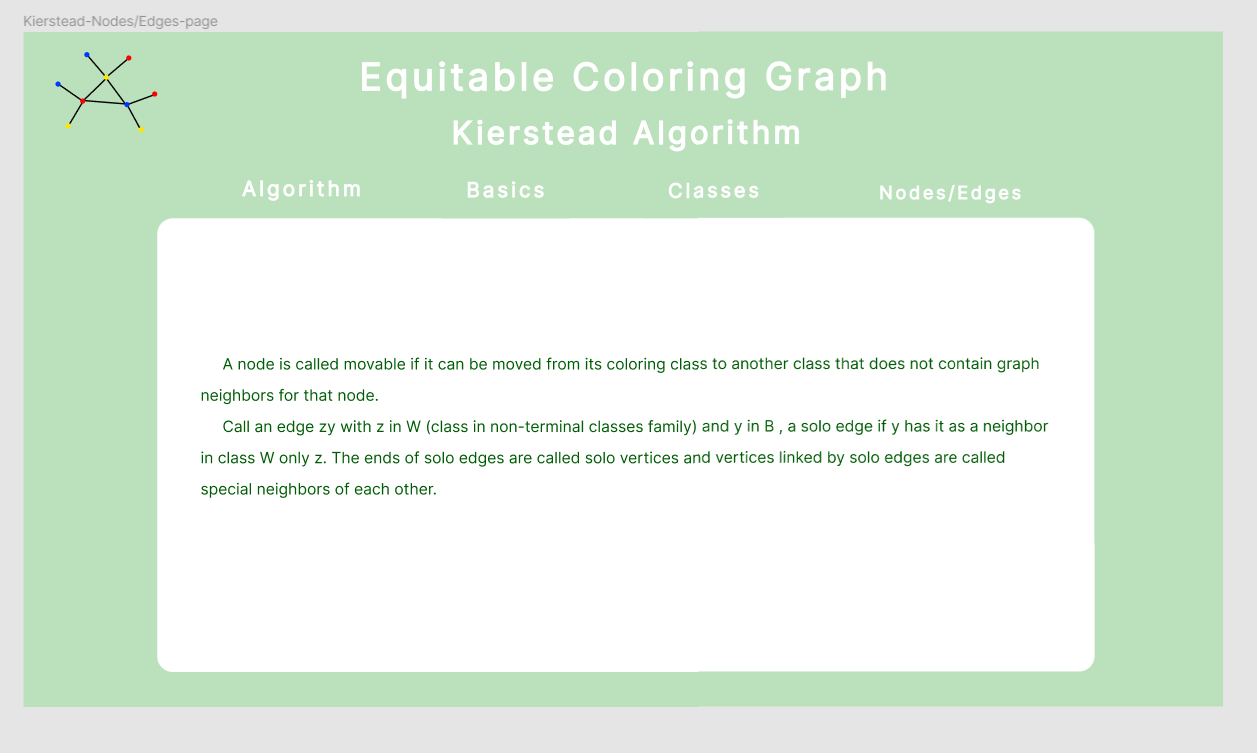 Kierstead-Nodes/Edges-page
Equitable Coloring Graph
Kierstead Algorithm
Algorithm Basics Classes Nodes/Edges
A node is called movable if it can be moved from its coloring class to another class that does not contain graph
neighbors for that node.
Call an edge zy with z in W (class in non-terminal classes family) and y in B , a solo edge if y has it as a neighbor
in class W only z. The ends of solo edges are called solo vertices and vertices linked by solo edges are called
special neighbors of each other.